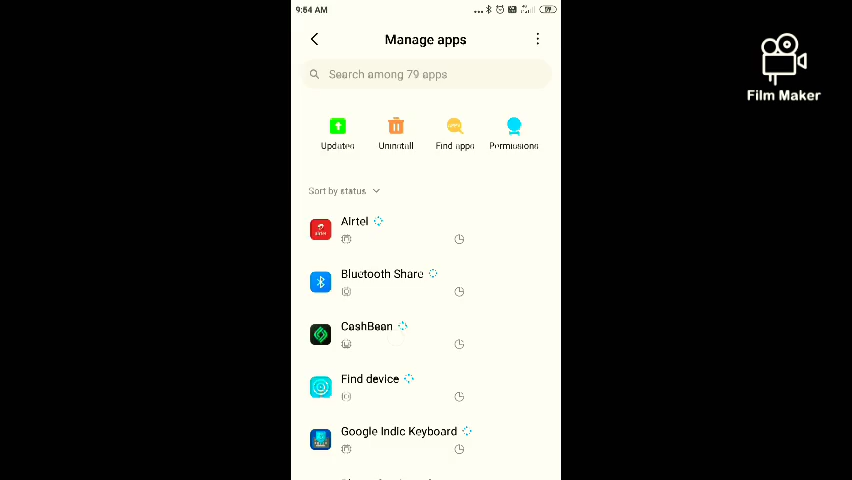 9:54 AM
Manage apps
Film Maker
Search among 79 apps
Updates Uninstall Find apps Permissions
Sort by status
Airtel
airtel
Bluetooth Share
CashBean
Find device
Google Indic Keyboard